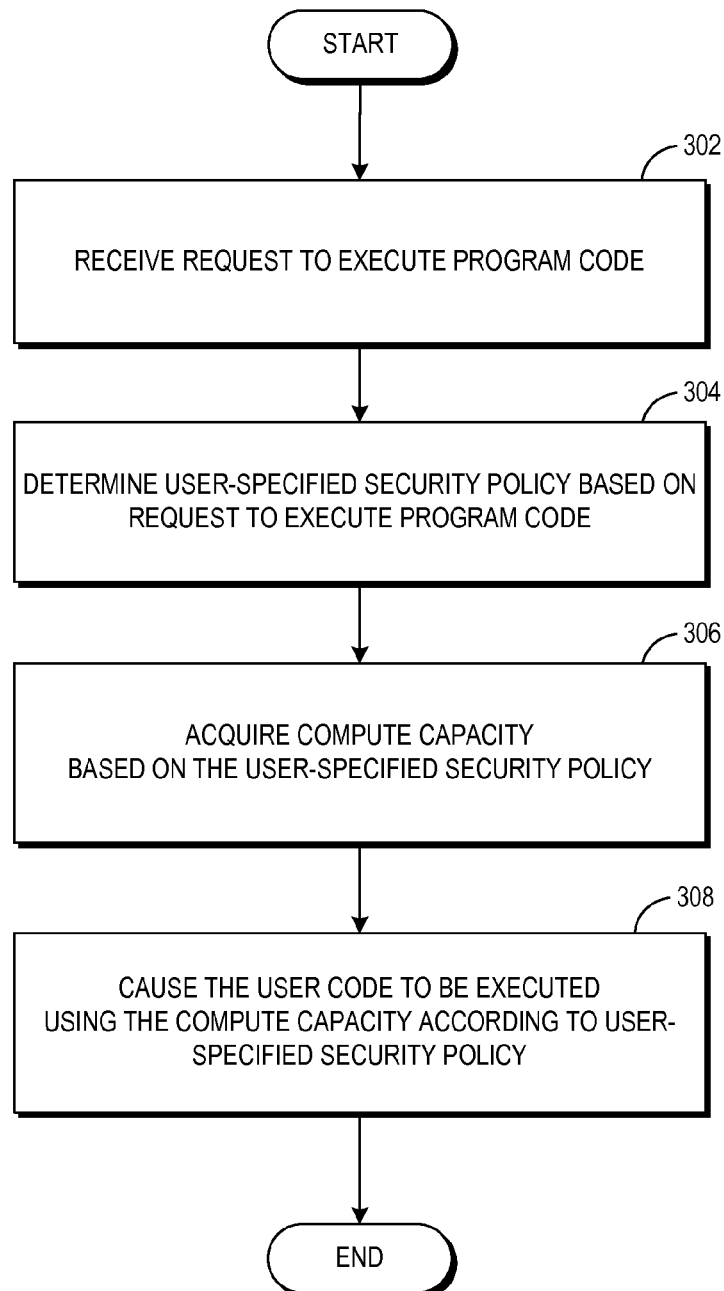 START
302
RECEIVE REQUEST TO EXECUTE PROGRAM CODE
304
DETERMINE USER-SPECIFIED SECURITY POLICY BASED ON
REQUEST TO EXECUTE PROGRAM CODE
306
ACQUIRE COMPUTE CAPACITY
BASED ON THE USER-SPECIFIED SECURITY POLICY
308
CAUSE THE USER CODE TO BE EXECUTED
USING THE COMPUTE CAPACITY ACCORDING TO USER-
SPECIFIED SECURITY POLICY
END